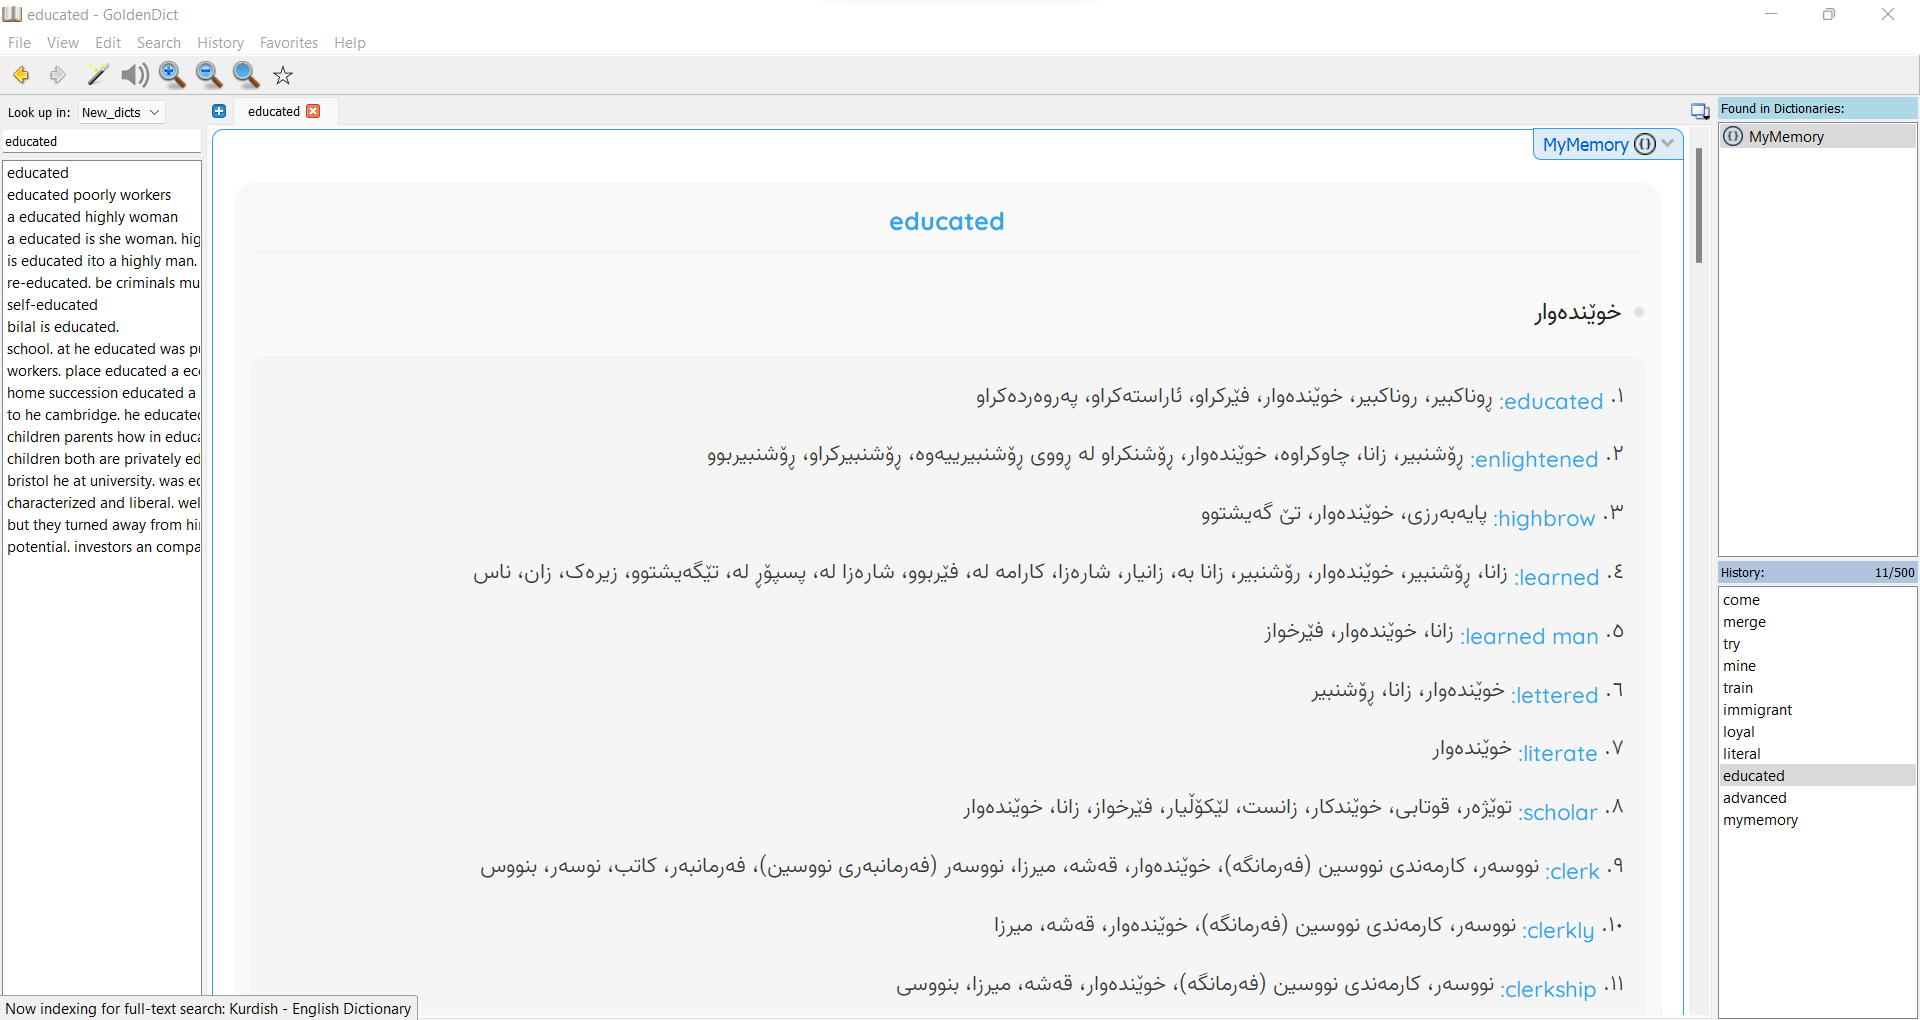 educated - GoldenDict
File View Edit Search History Favorites Help
Look up in: New_dicts
educated
educated
educated poorly workers
a educated highly woman
a educated is she woman. hig
is educated ito a highly man.
re-educated. be criminals mu
self-educated
bilal is educated.
school. at he educated was pu
workers. place educated a eco
home succession educated a
to he cambridge. he educated
children parents how in educa
children both are privately ed
bristol he at university. was ed
characterized and liberal. wel
but they turned away from hi
potential. investors an compa
educated
MyMemory
educated
خوێندەوار
١. educated: ڕوناکبیر، روناکبیر، خوێندەوار، فێرکراو، ئاراستەکراو، پەروەردەکراو
٢. enlightened: ڕۆشنبیر، زانا، چاوکراوە، خوێندەوار، ڕۆشنکراو لە ڕووی ڕۆشنبیرییەوە، ڕۆشنبیرکراو، ڕۆشنبیربوو
٣. highbrow: پایەبەرزی، خوێندەوار، تێ گەیشتوو
٤. learned: زانا، ڕۆشنبیر، خوێندەوار، رۆشنبیر، زانا بە، زانیار، شارەزا، کارامە لە، فێربوو، شارەزا لە، پسپۆڕ لە، تێگەیشتوو، زیرەک، زان، ناس
٥. learned man: زانا، خوێندەوار، فێرخواز
٦. lettered: خوێندەوار، زانا، ڕۆشنبیر
٧. literate: خوێندەوار
٨. scholar: توێژەر، قوتابی، خوێندکار، زانست، لێکۆڵیار، فێرخواز، زانا، خوێندەوار
٩. clerk: نووسەر، کارمەندی نووسین (فەرمانگە)، خوێندەوار، قەشە، میرزا، نووسەر (فەرمانبەری نووسین)، فەرمانبەر، کاتب، نوسەر، بنووس
١٠. clerkly: نووسەر، کارمەندی نووسین (فەرمانگە)، خوێندەوار، قەشە، میرزا
١١. clerkship: نووسەر، کارمەندی نووسین (فەرمانگە)، خوێندەوار، قەشە، میرزا، بنووسی
Found in Dictionaries:
MyMemory
History: 11/500
come
merge
try
mine
train
immigrant
loyal
literal
educated
advanced
mymemory
Now indexing for full-text search: Kurdish - English Dictionary